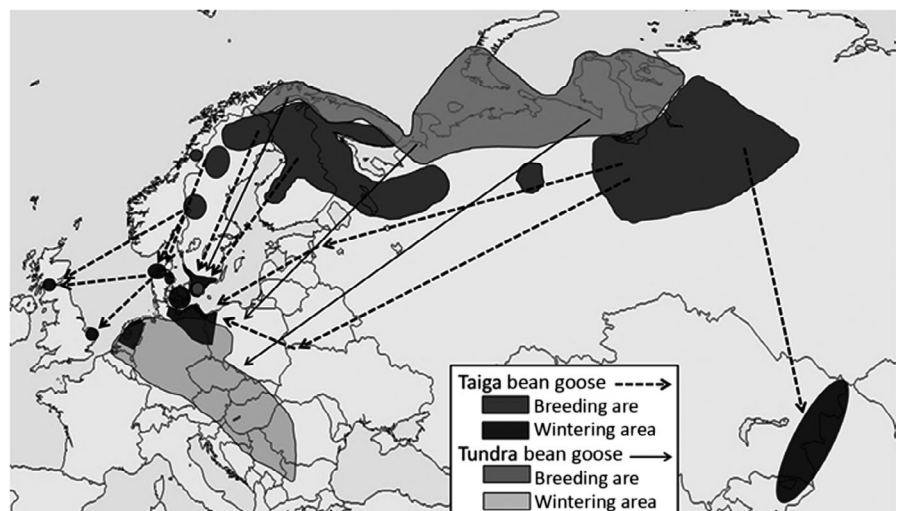 Taiga bean goose
Breeding are
Wintering area
Tundra bean goose
Breeding are
Wintering area